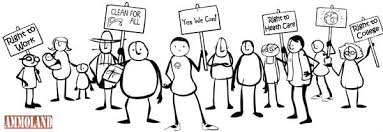 Right to
Work
CLEAN FOR
ALL
Yes We Can!
Right to
Health Care
Right to
College
AMMOLAND